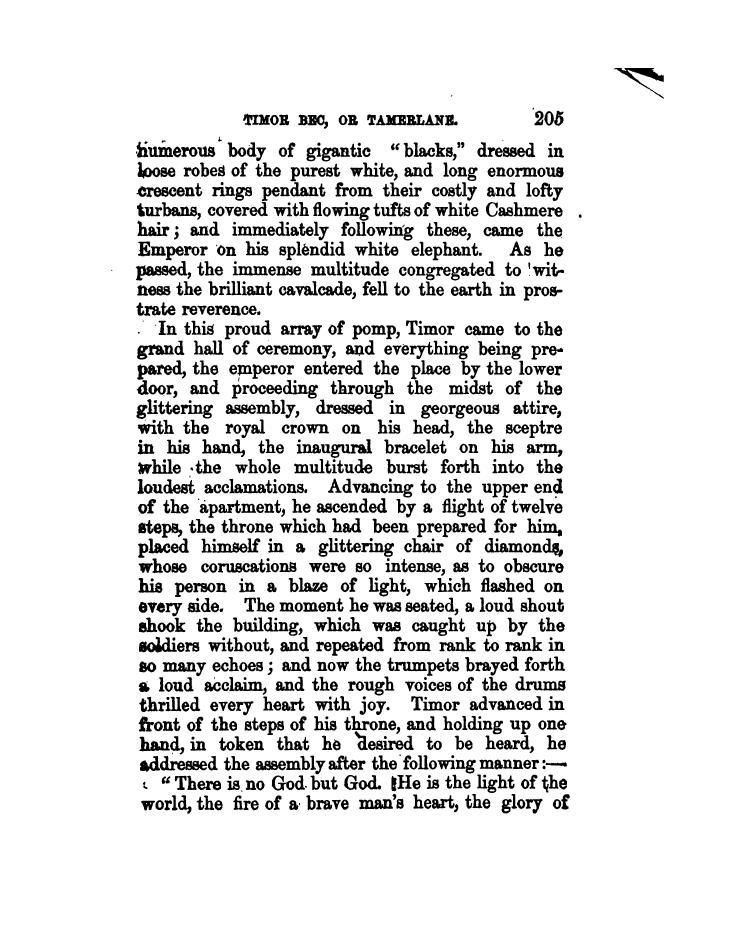 TIMOR BEC, OR TAMERLANE. 205
numerous body of gigantic "blacks," dressed in
loose robes of the purest white, and long enormous
crescent rings pendant from their costly and lofty
turbans, covered with flowing tufts of white Cashmere
hair; and immediately following these, came the
Emperor on his splendid white elephant. As he
passed, the immense multitude congregated to wit-
ness the brilliant cavalcade, fell to the earth in pros-
trate reverence.
In this proud array of pomp, Timor came to the
grand hall of ceremony, and everything being pre-
pared, the emperor entered the place by the lower
door, and proceeding through the midst of the
glittering assembly, dressed in georgeous attire,
with the royal crown on his head, the sceptre
in his hand, the inaugural bracelet on his arm,
while the whole multitude burst forth into the
loudest acclamations. Advancing to the upper end
of the apartment, he ascended by a flight of twelve
steps, the throne which had been prepared for him,
placed himself in a glittering chair of diamonds,
whose coruscations were so intense, as to obscure
his person in a blaze of light, which flashed on
every side. The moment he was seated, a loud shout
shook the building, which was caught up by the
soldiers without, and repeated from rank to rank in
so many echoes; and now the trumpets brayed forth
a loud acclaim, and the rough voices of the drums
thrilled every heart with joy. Timor advanced in
front of the steps of his throne, and holding up one
hand, in token that he desired to be heard, he
addressed the assembly after the following manner:—
"There is no God but God. He is the light of the
world, the fire of a brave man's heart, the glory of